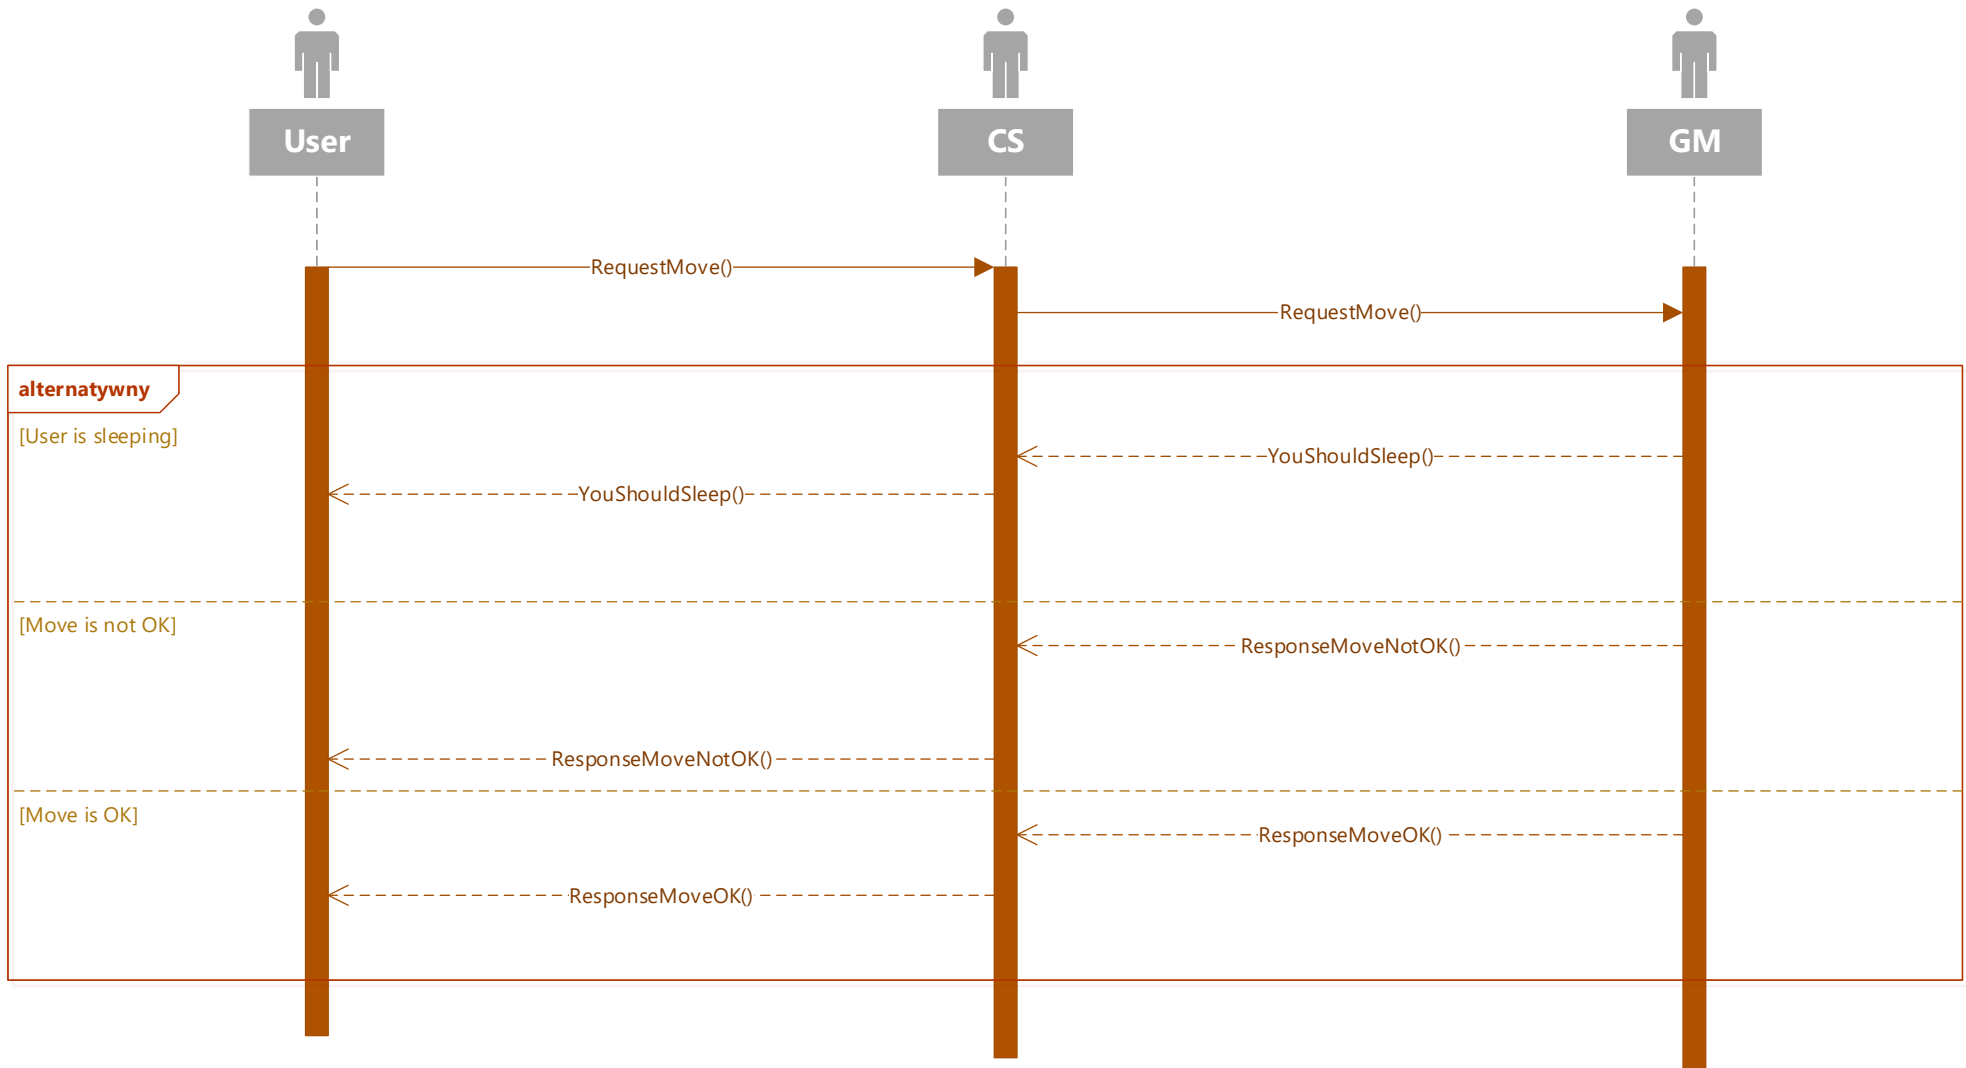 User
CS
GM
RequestMove()
RequestMove()
alternatywny
[User is sleeping]
YouShouldSleep()
YouShouldSleep()
[Move is not OK]
ResponseMoveNotOK()
ResponseMoveNotOK()
[Move is OK]
ResponseMoveOK()
ResponseMoveOK()